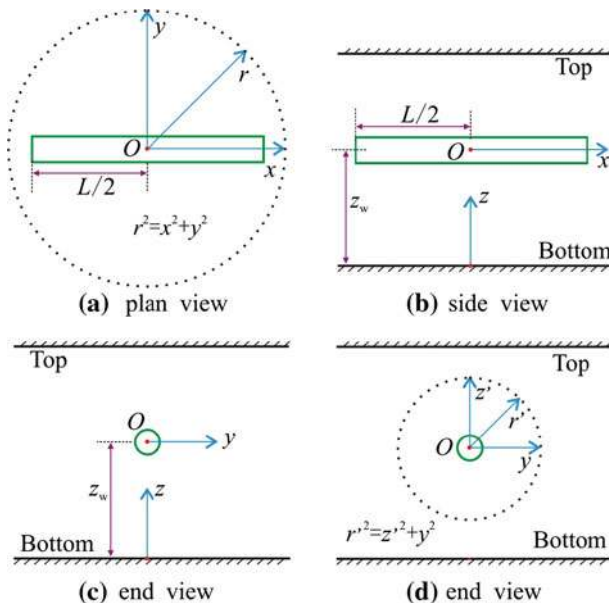 y
r
O
x
L/2
r²=x²+y²
(a) plan view
Top
L/2
O
x
z_w
z
Bottom
(b) side view
Top
O
y
z_w
z
Bottom
(c) end view
Top
z'
r'
O
y
r'²=z'²+y²
Bottom
(d) end view